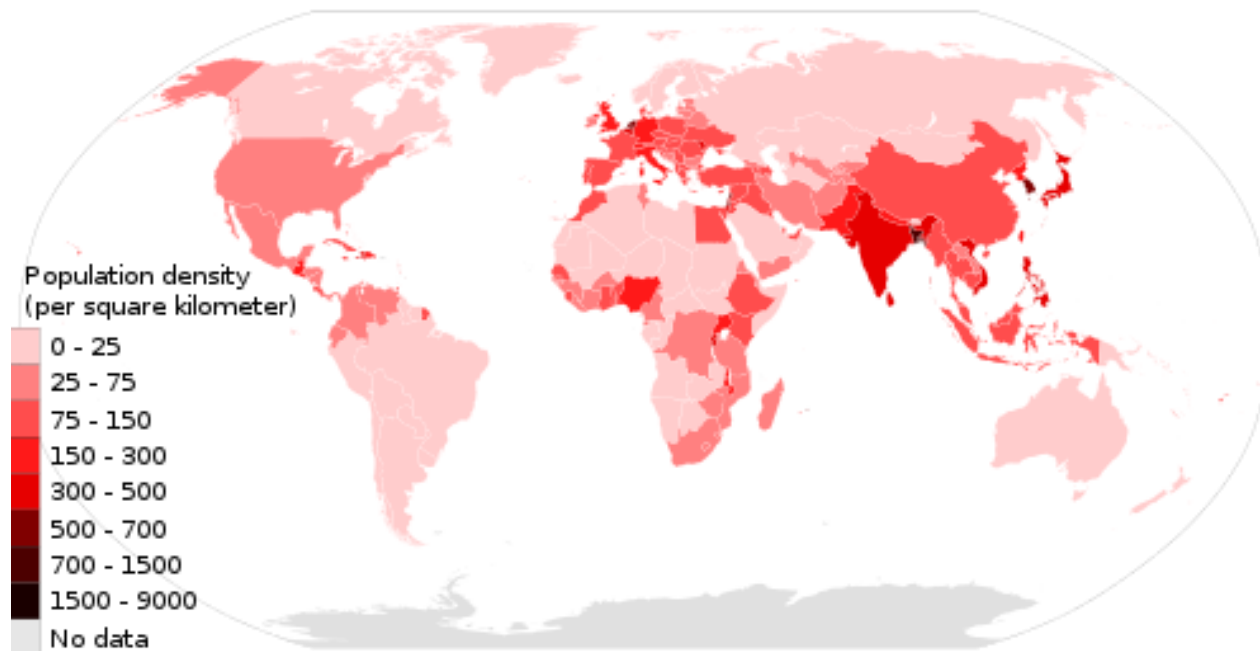 Population density
(per square kilometer)
0 - 25
25 - 75
75 - 150
150 - 300
300 - 500
500 - 700
700 - 1500
1500 - 9000
No data